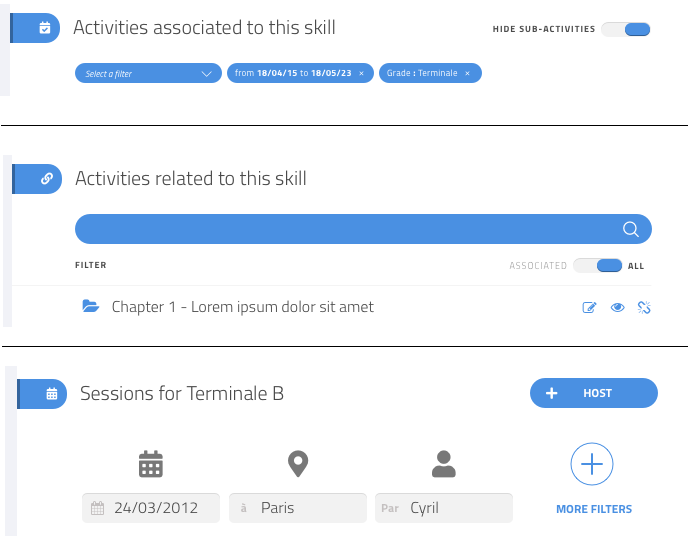 Activities associated to this skill
HIDE SUB-ACTIVITIES
Select a filter
from 18/04/15 to 18/05/23 ×
Grade : Terminale ×
Activities related to this skill
FILTER
ASSOCIATED
ALL
Chapter 1 - Lorem ipsum dolor sit amet
Sessions for Terminale B
+ HOST
24/03/2012
à Paris
Par Cyril
MORE FILTERS